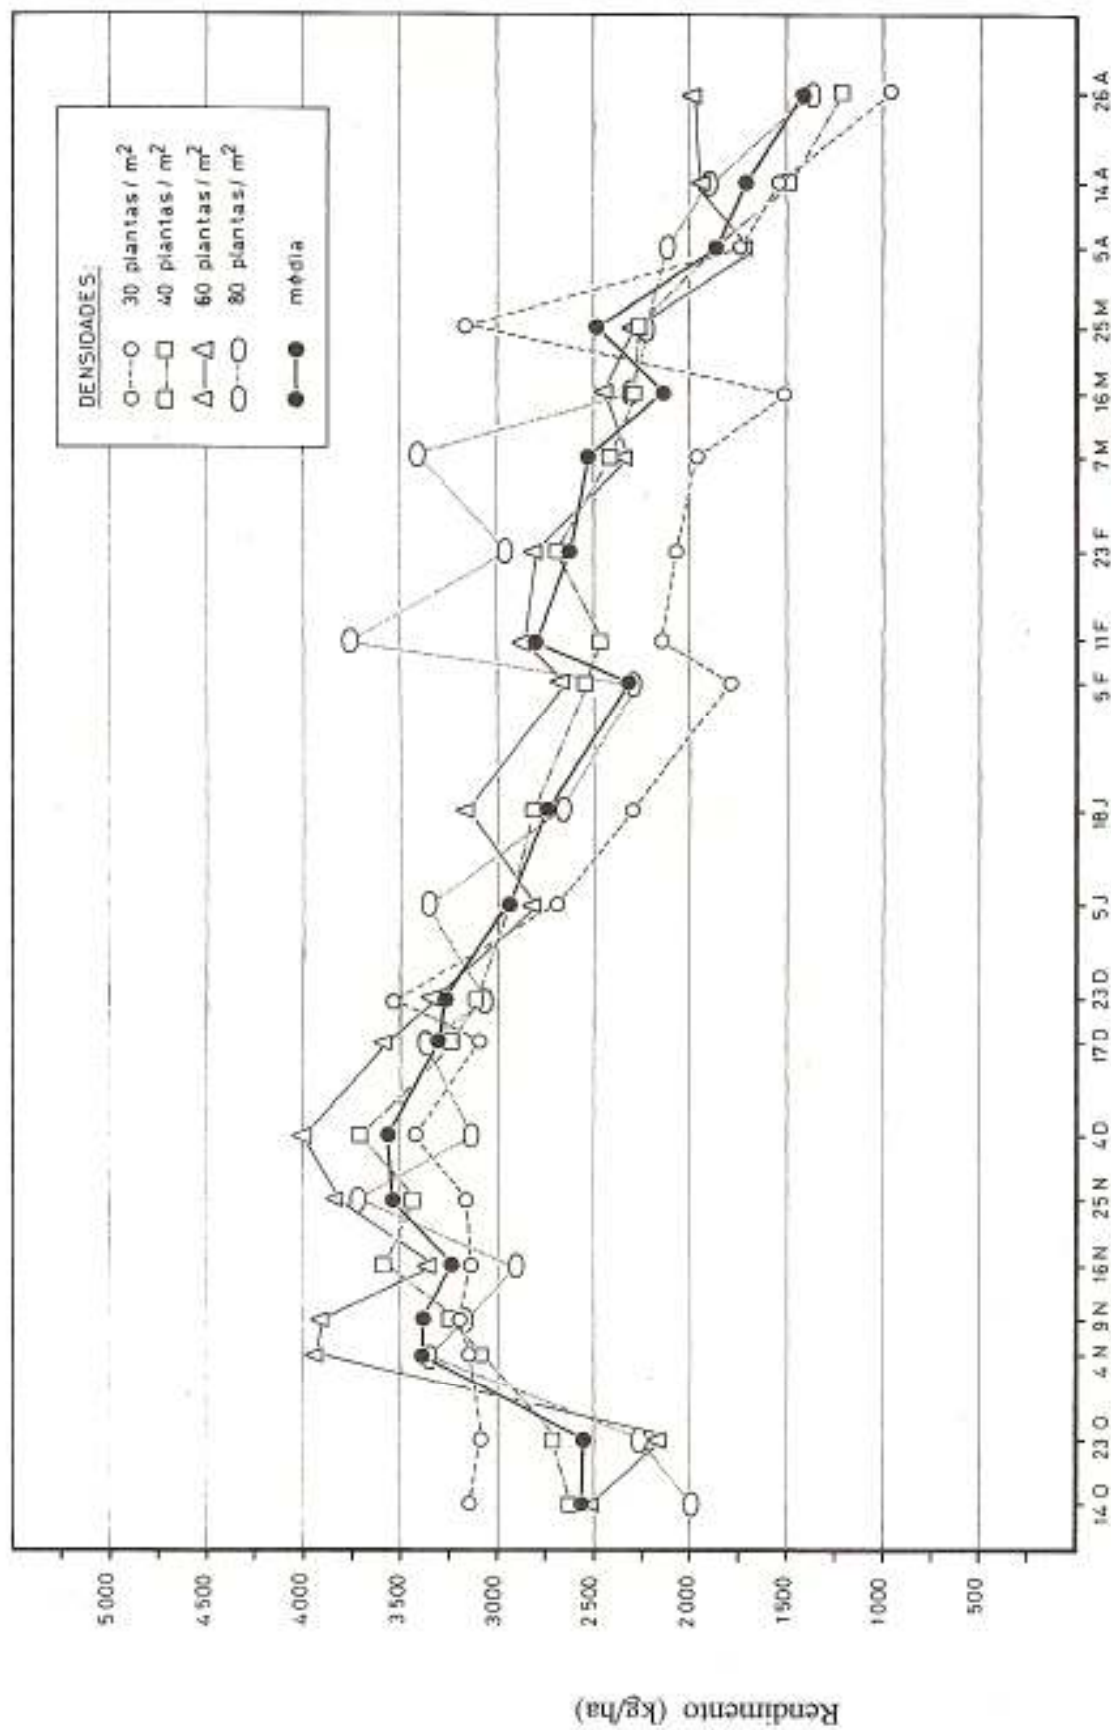 DENSIDADES:
30 plantas/m²
40 plantas/m²
60 plantas/m²
80 plantas/m²
média
Rendimento (kg/ha)
5000
4500
4000
3500
3000
2500
2000
1500
1000
500
14 O
23 O
4 N
9 N
16 N
25 N
4 D
17 D
23 D
5 J
18 J
5 F
11 F
23 F
7 M
16 M
25 M
5 A
14 A
26 A